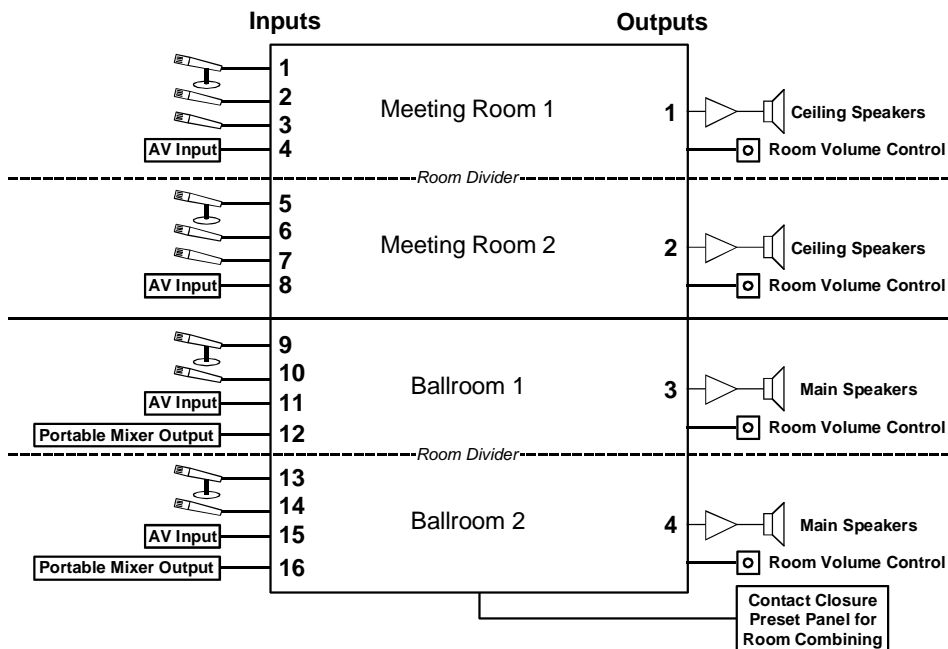 Inputs
Outputs
1
2
3
AV Input 4
Meeting Room 1
1
Ceiling Speakers
Room Volume Control
Room Divider
5
6
7
AV Input 8
Meeting Room 2
2
Ceiling Speakers
Room Volume Control
9
10
AV Input 11
Portable Mixer Output 12
Ballroom 1
3
Main Speakers
Room Volume Control
Room Divider
13
14
AV Input 15
Portable Mixer Output 16
Ballroom 2
4
Main Speakers
Room Volume Control
Contact Closure
Preset Panel for
Room Combining